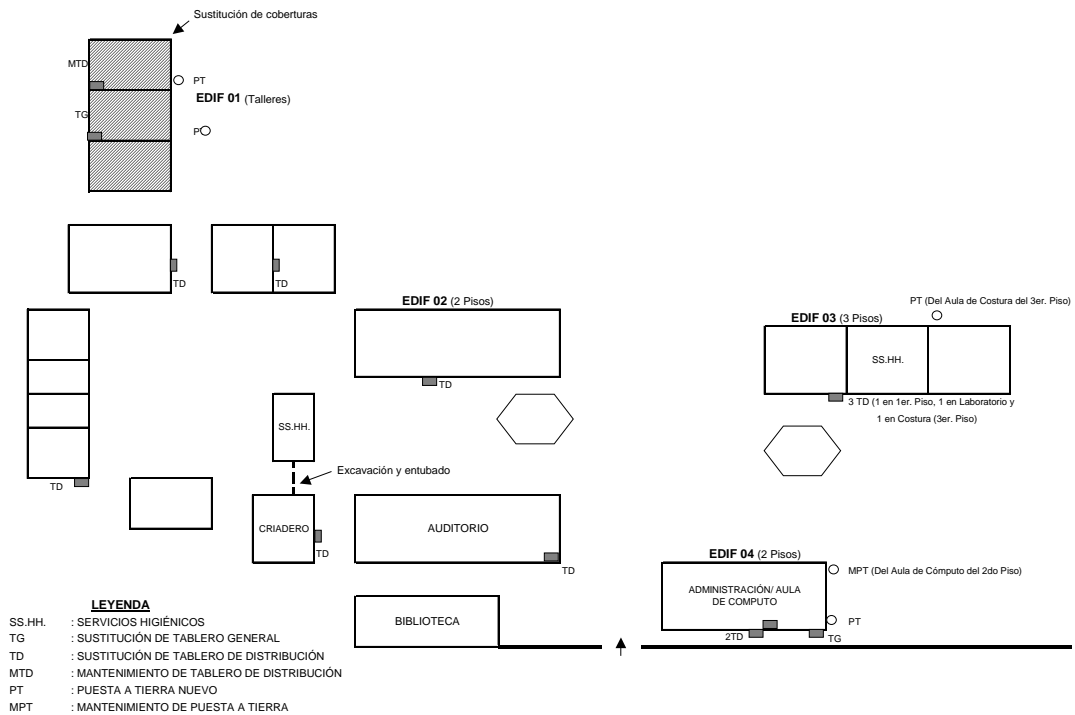 Sustitución de coberturas
MTD
PT
EDIF 01 (Talleres)
TG
P
TD
TD
EDIF 02 (2 Pisos)
PT (Del Aula de Costura del 3er. Piso)
EDIF 03 (3 Pisos)
SS.HH.
TD
3 TD (1 en 1er. Piso, 1 en Laboratorio y
1 en Costura (3er. Piso)
SS.HH.
Excavación y entubado
TD
CRIADERO
TD
AUDITORIO
TD
EDIF 04 (2 Pisos)
MPT (Del Aula de Cómputo del 2do Piso)
ADMINISTRACIÓN/ AULA
DE COMPUTO
PT
2TD
TG
BIBLIOTECA
LEYENDA
SS.HH. : SERVICIOS HIGIÉNICOS
TG : SUSTITUCIÓN DE TABLERO GENERAL
TD : SUSTITUCIÓN DE TABLERO DE DISTRIBUCIÓN
MTD : MANTENIMIENTO DE TABLERO DE DISTRIBUCIÓN
PT : PUESTA A TIERRA NUEVO
MPT : MANTENIMIENTO DE PUESTA A TIERRA